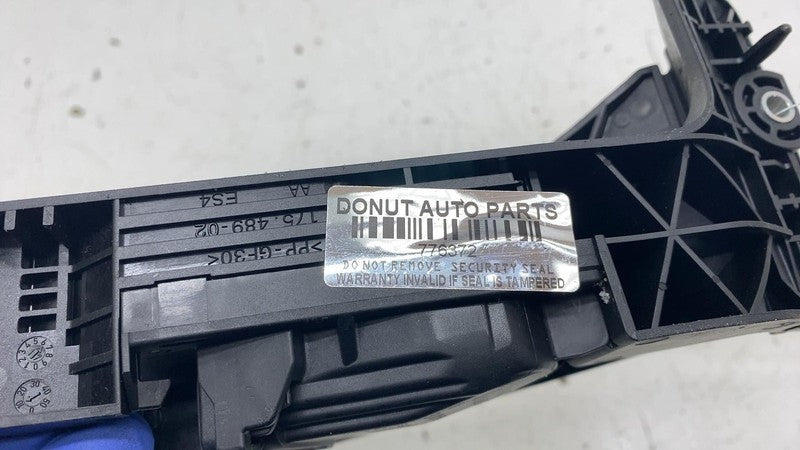 DONUT AUTO PARTS
776372
DO NOT REMOVE SECURITY SEAL
WARRANTY INVALID IF SEAL IS TAMPERED
AA
ES4
175.489-02
>PP-GF30<